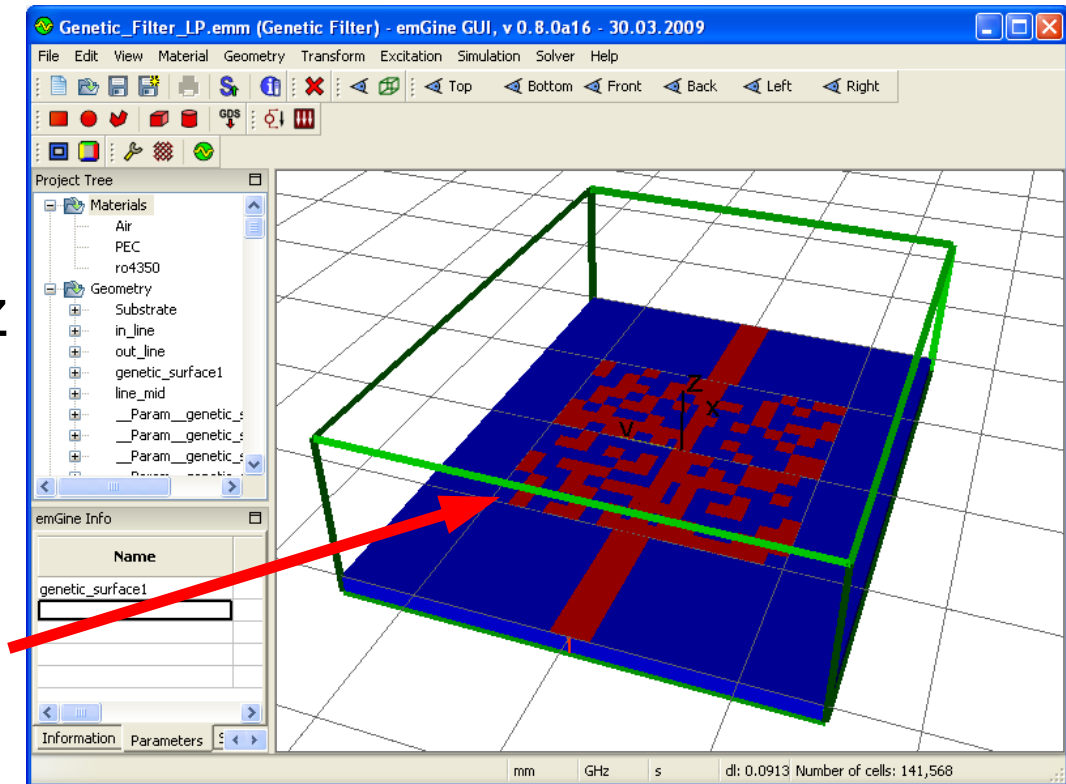 Genetic_Filter_LP.emm (Genetic Filter) - emGine GUI, v 0.8.0a16 - 30.03.2009
File Edit View Material Geometry Transform Excitation Simulation Solver Help
Top Bottom Front Back Left Right
GDS
Project Tree
Materials
Air
PEC
ro4350
Geometry
Substrate
in_line
out_line
genetic_surface1
line_mid
__Param__genetic_s
__Param__genetic_s
__Param__genetic_s
z
Z
x
y
emGine Info
Name
genetic_surface1
Information Parameters S
mm GHz s dl: 0.0913 Number of cells: 141,568